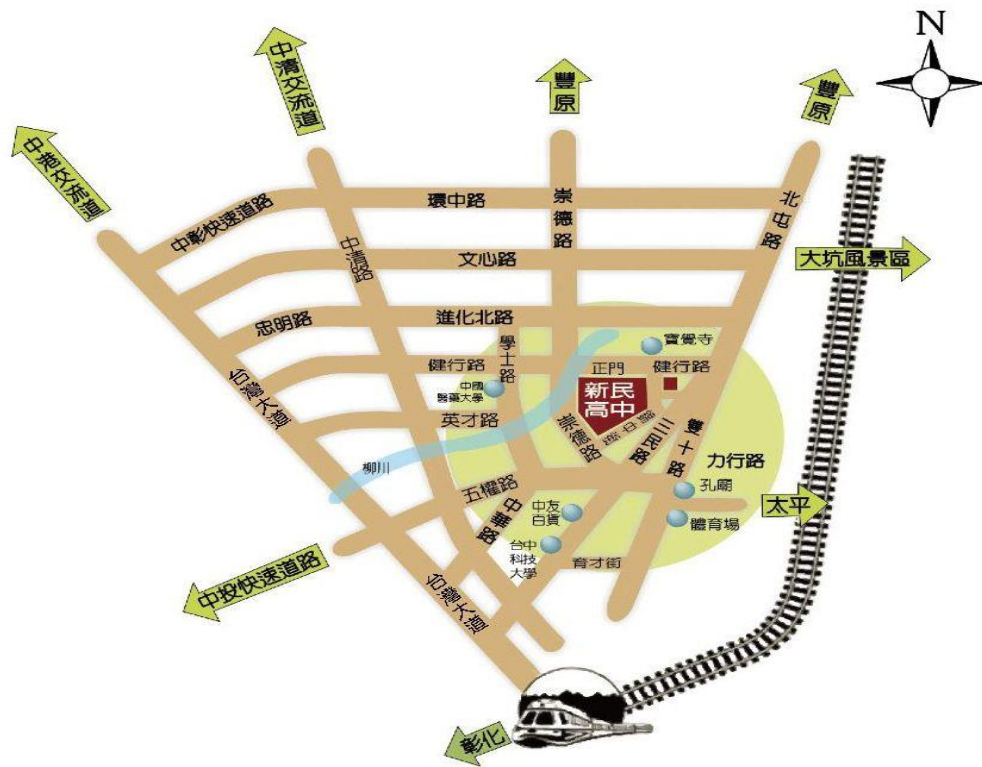 N
中清交流道
豐原
豐原
中港交流道
中彰快速道路
環中路
崇德路
北屯路
中清路
文心路
大坑風景區
忠明路
進化北路
學士路
寶覺寺
健行路
正門
健行路
台灣大道
中國
醫藥大學
新民
高中
英才路
崇德路
三民路
雙十路
力行路
柳川
五權路
孔廟
太平
中華路
中友
百貨
體育場
台中
科技
大學
育才街
中投快速道路
台灣大道
彰化